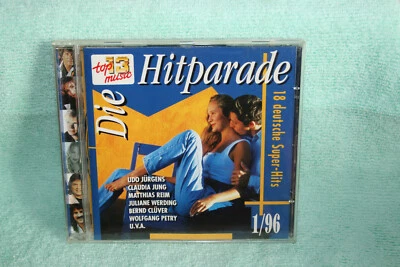 top 13
music
Die Hitparade
18 deutsche Super-Hits
UDO JÜRGENS
CLAUDIA JUNG
MATTHIAS REIM
JULIANE WERDING
BERND CLÜVER
WOLFGANG PETRY
U.V.A.
1/96